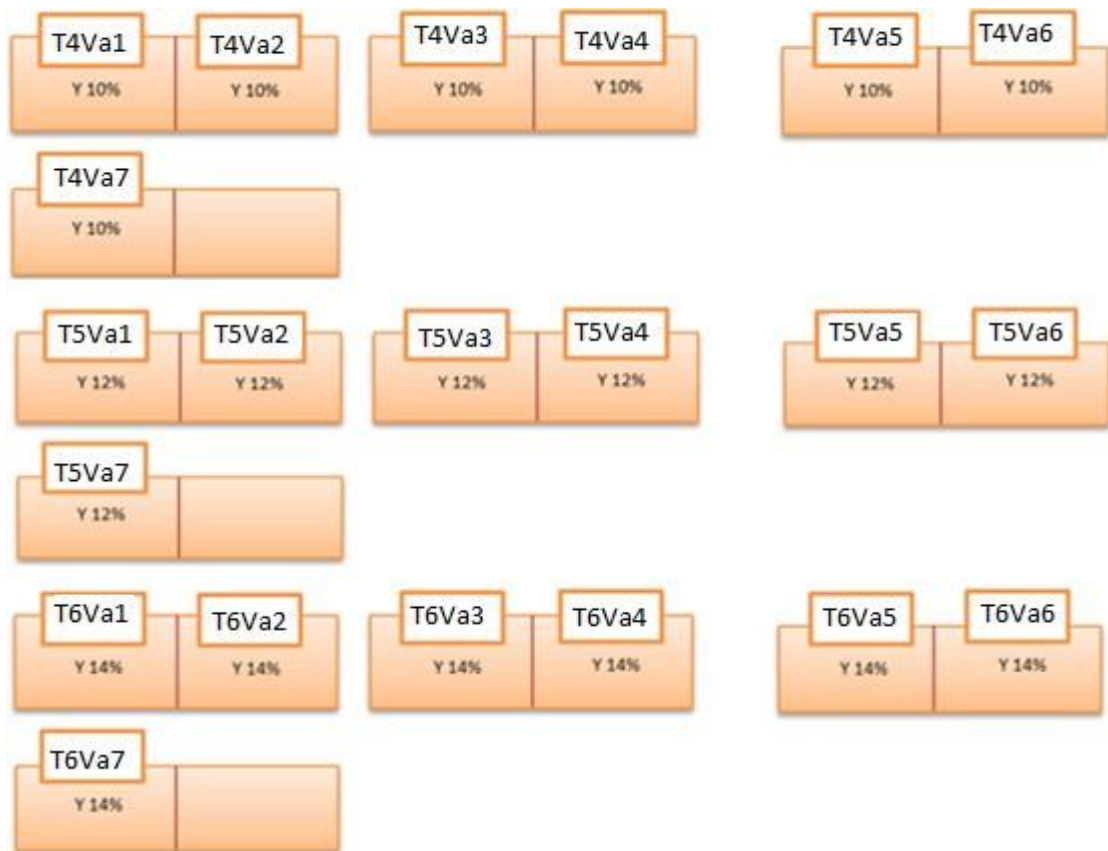 T4Va1 T4Va2 T4Va3 T4Va4 T4Va5 T4Va6
Y 10% Y 10% Y 10% Y 10% Y 10% Y 10%
T4Va7
Y 10%
T5Va1 T5Va2 T5Va3 T5Va4 T5Va5 T5Va6
Y 12% Y 12% Y 12% Y 12% Y 12% Y 12%
T5Va7
Y 12%
T6Va1 T6Va2 T6Va3 T6Va4 T6Va5 T6Va6
Y 14% Y 14% Y 14% Y 14% Y 14% Y 14%
T6Va7
Y 14%